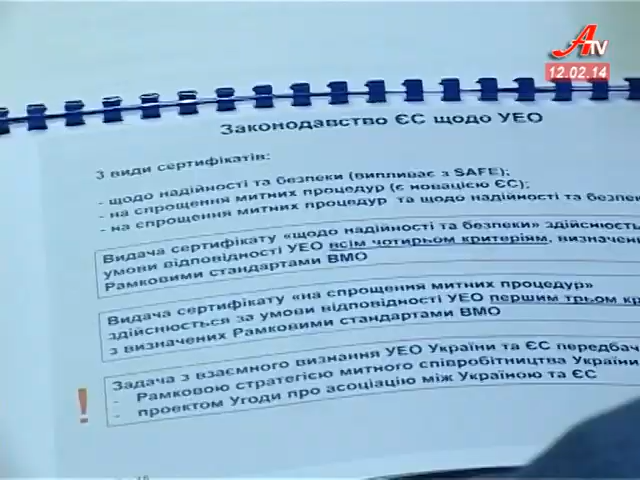 ATV
12.02.14
Законодавство ЄС щодо УЕО
3 види сертифікатів:
- щодо надійності та безпеки (випливає з SAFE);
- на спрощення митних процедур (є новацією ЄС);
- на спрощення митних процедур та щодо надійності та безпе
Видача сертифікату «щодо надійності та безпеки» здійснюєть
умови відповідності УЕО всім чотирьом критеріям, визначен
Рамковими стандартами ВМО
Видача сертифікату «на спрощення митних процедур»
здійснюється за умови відповідності УЕО першим трьом кр
з визначених Рамковими стандартами ВМО
! Задача з взаємного визнання УЕО України та ЄС передбач
- Рамковою стратегією митного співробітництва України
- проектом Угоди про асоціацію між Україною та ЄС